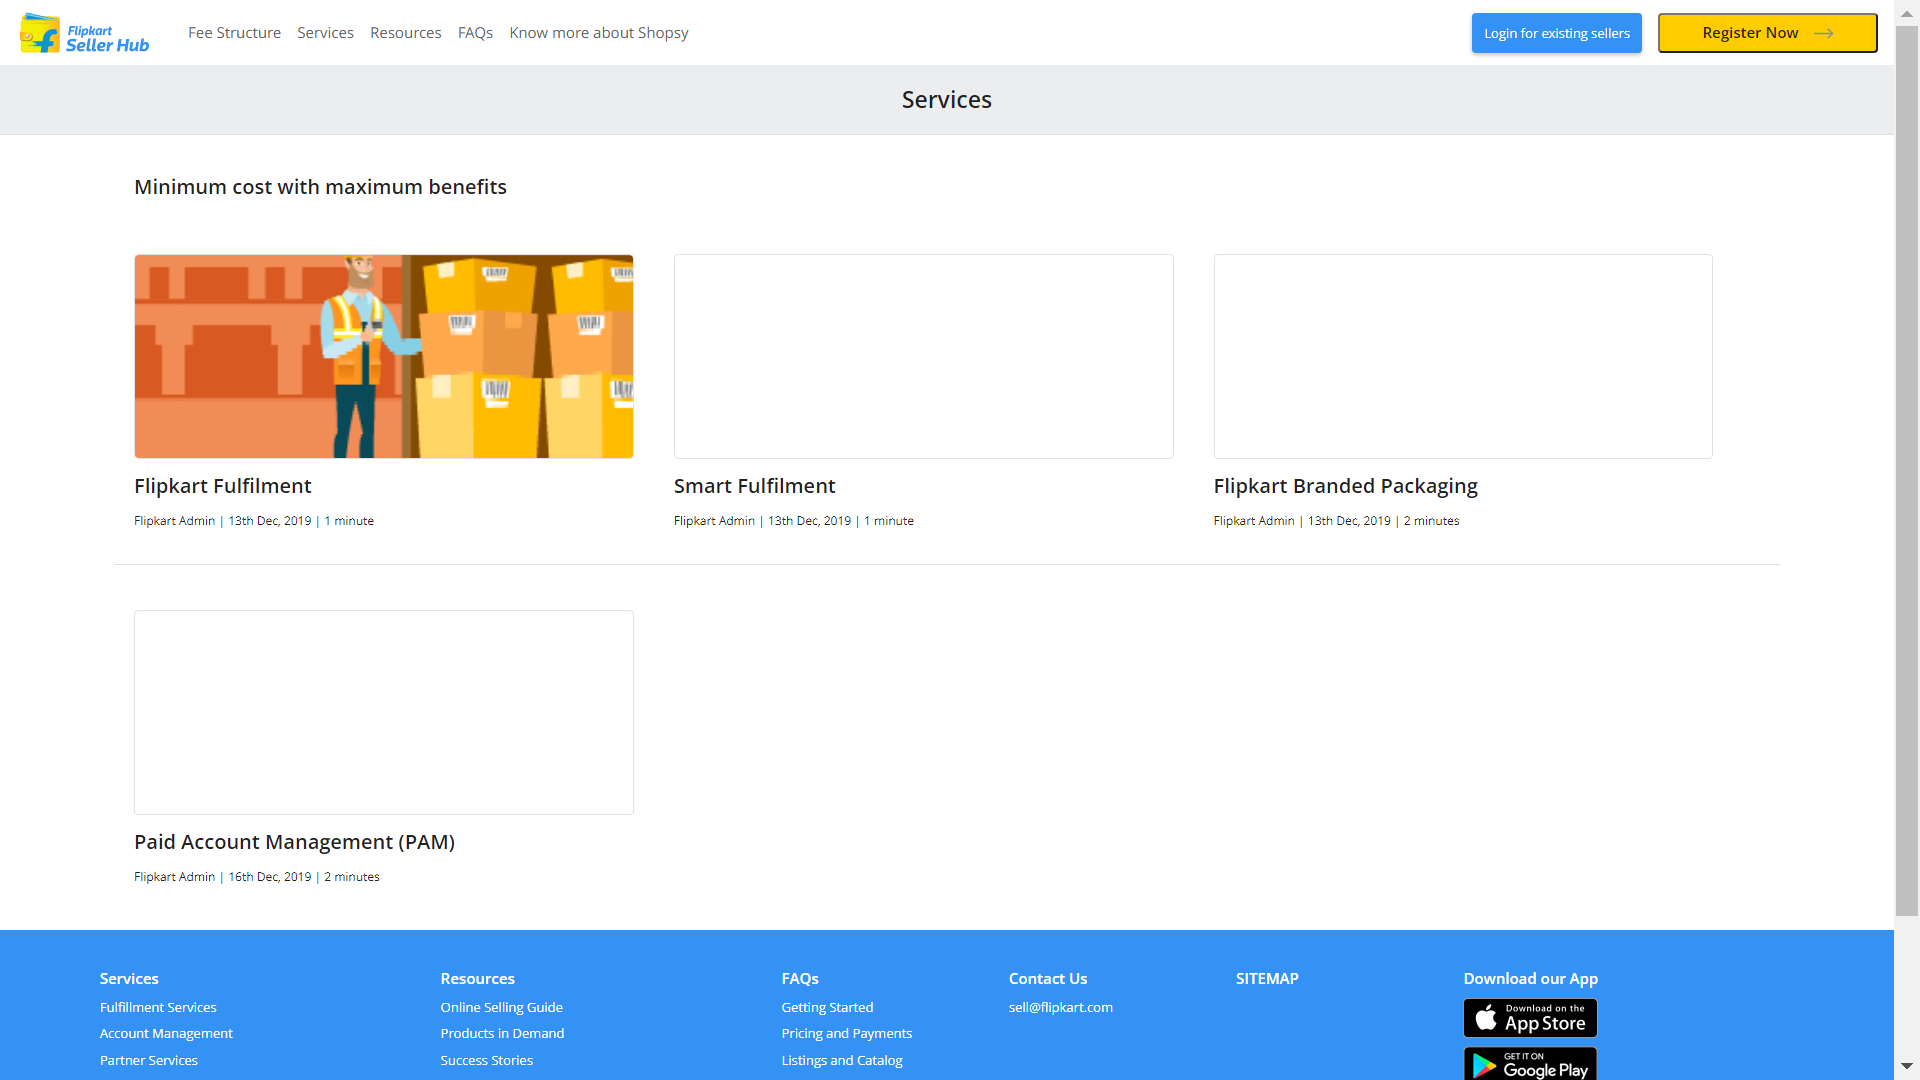 Flipkart
Seller Hub
Fee Structure
Services
Resources
FAQs
Know more about Shopsy
Login for existing sellers
Register Now
Services
Minimum cost with maximum benefits
Flipkart Fulfilment
Flipkart Admin | 13th Dec, 2019 | 1 minute
Smart Fulfilment
Flipkart Admin | 13th Dec, 2019 | 1 minute
Flipkart Branded Packaging
Flipkart Admin | 13th Dec, 2019 | 2 minutes
Paid Account Management (PAM)
Flipkart Admin | 16th Dec, 2019 | 2 minutes
Services
Fulfillment Services
Account Management
Partner Services
Resources
Online Selling Guide
Products in Demand
Success Stories
FAQs
Getting Started
Pricing and Payments
Listings and Catalog
Contact Us
sell@flipkart.com
SITEMAP
Download our App
Download on the
App Store
GET IT ON
Google Play